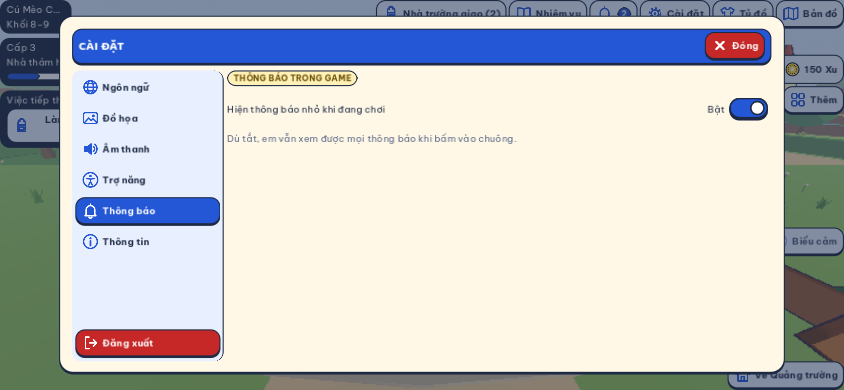 Cú Mèo C...
Khối 8-9
Nhà trường giao (2)
Nhiệm vụ
2
Cài đặt
Tủ đồ
Bản đồ
Cấp 3
Nhà thám h
150 Xu
Việc tiếp th
Thêm
Làn
CÀI ĐẶT
Đóng
Ngôn ngữ
Đồ họa
Âm thanh
Trợ năng
Thông báo
Thông tin
Đăng xuất
THÔNG BÁO TRONG GAME
Hiện thông báo nhỏ khi đang chơi
Bật
Dù tắt, em vẫn xem được mọi thông báo khi bấm vào chuông.
Biểu cảm
Về Quảng trường